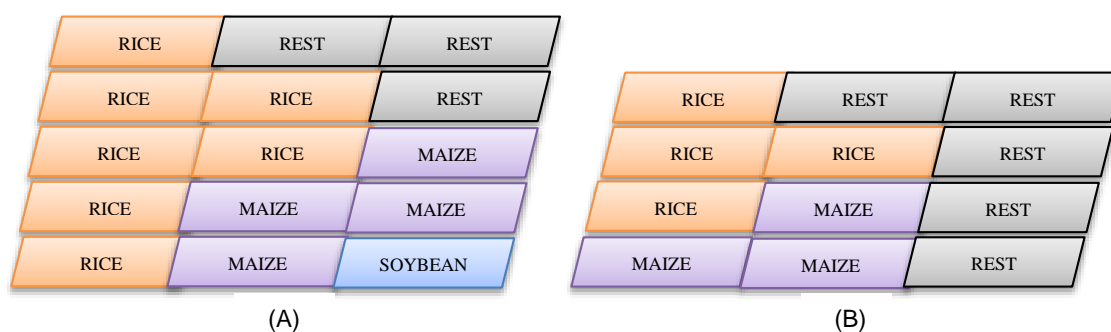 RICE REST REST
RICE RICE REST
RICE REST REST
RICE RICE MAIZE
RICE RICE REST
RICE MAIZE MAIZE
RICE MAIZE REST
RICE MAIZE SOYBEAN
MAIZE MAIZE REST
(A) (B)